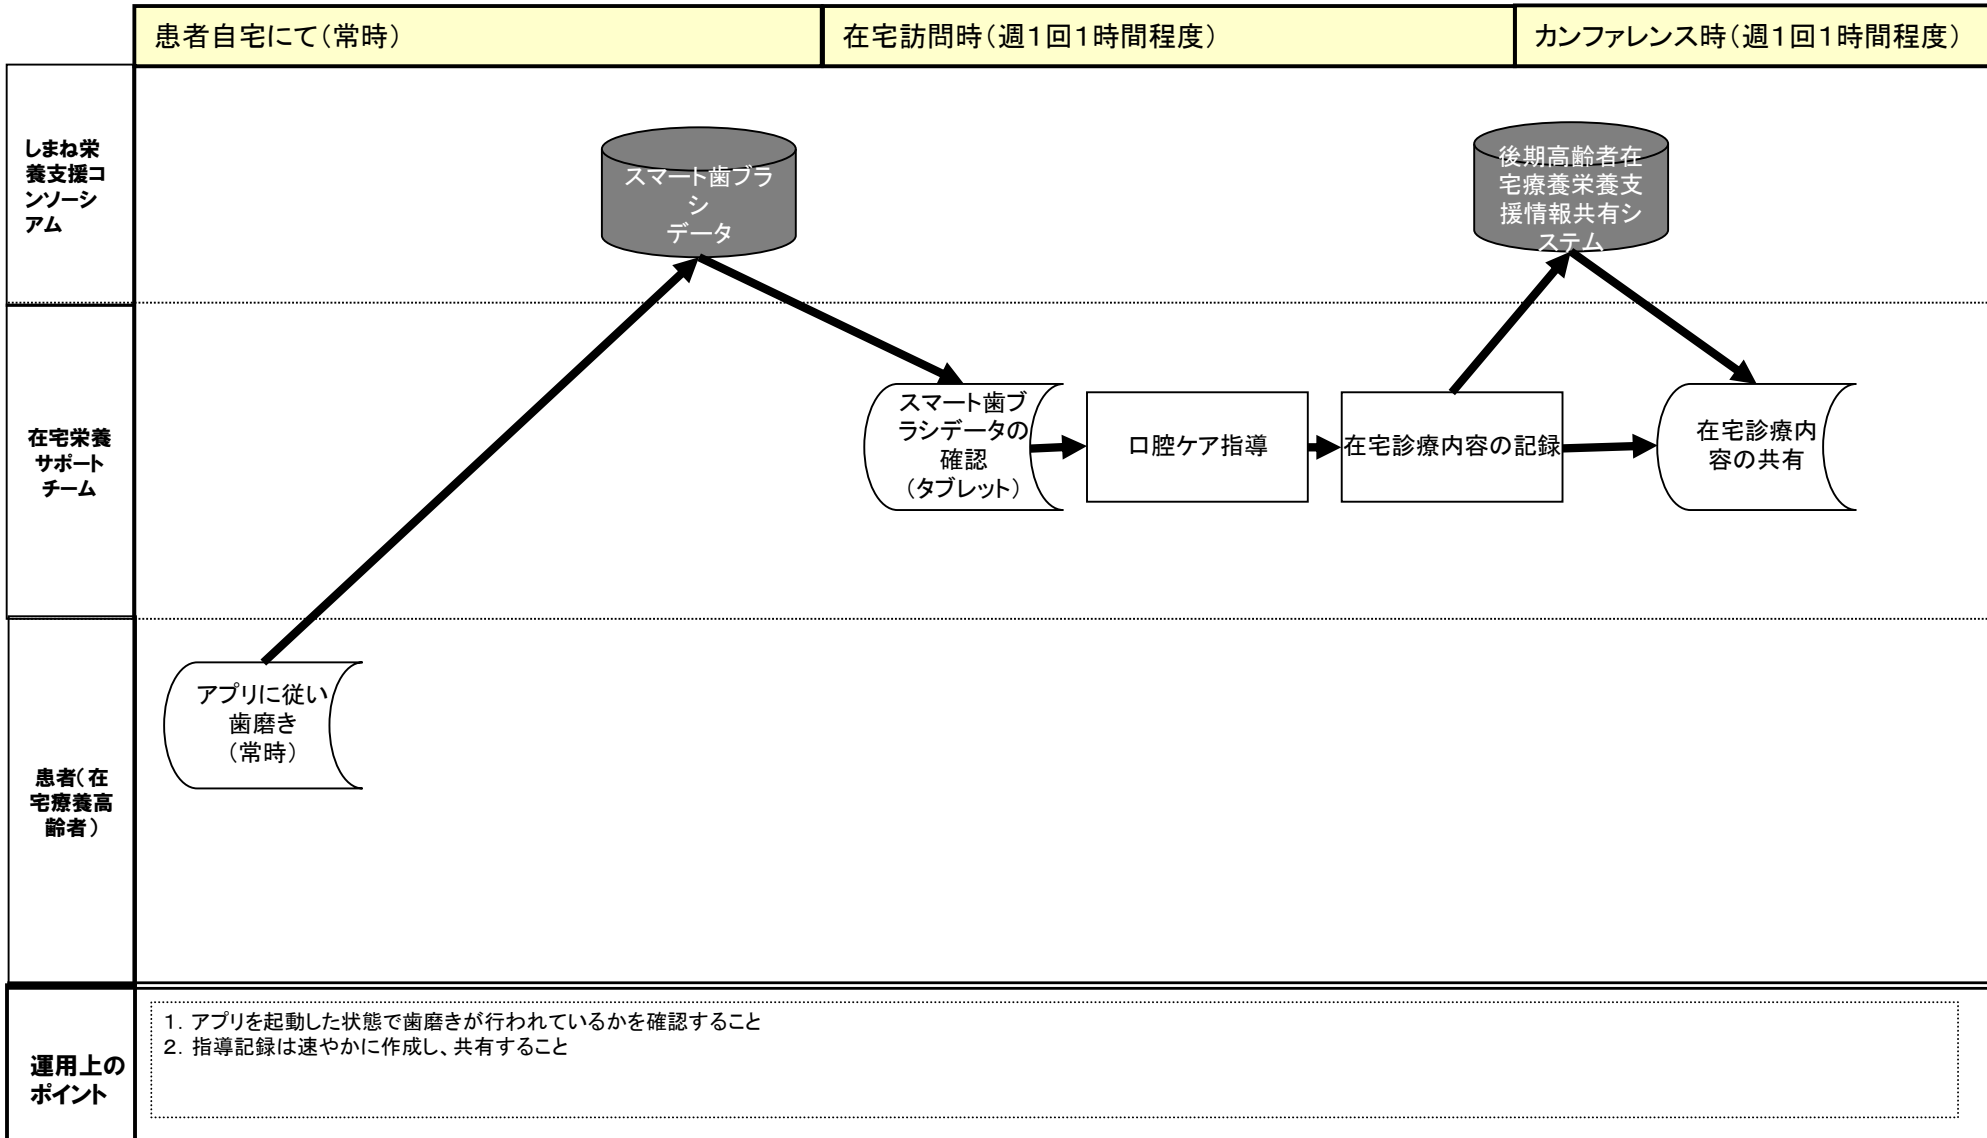 患者自宅にて（常時）
在宅訪問時（週１回１時間程度）
カンファレンス時（週１回１時間程度）
しまね栄
養支援コ
ンソーシ
アム
スマート歯ブラ
シ
データ
後期高齢者在
宅療養栄養支
援情報共有シ
ステム
在宅栄養
サポート
チーム
スマート歯ブ
ラシデータの
確認
（タブレット）
口腔ケア指導
在宅診療内容の記録
在宅診療内
容の共有
患者（在
宅療養高
齢者）
アプリに従い
歯磨き
（常時）
運用上の
ポイント
１．アプリを起動した状態で歯磨きが行われているかを確認すること
２．指導記録は速やかに作成し、共有すること